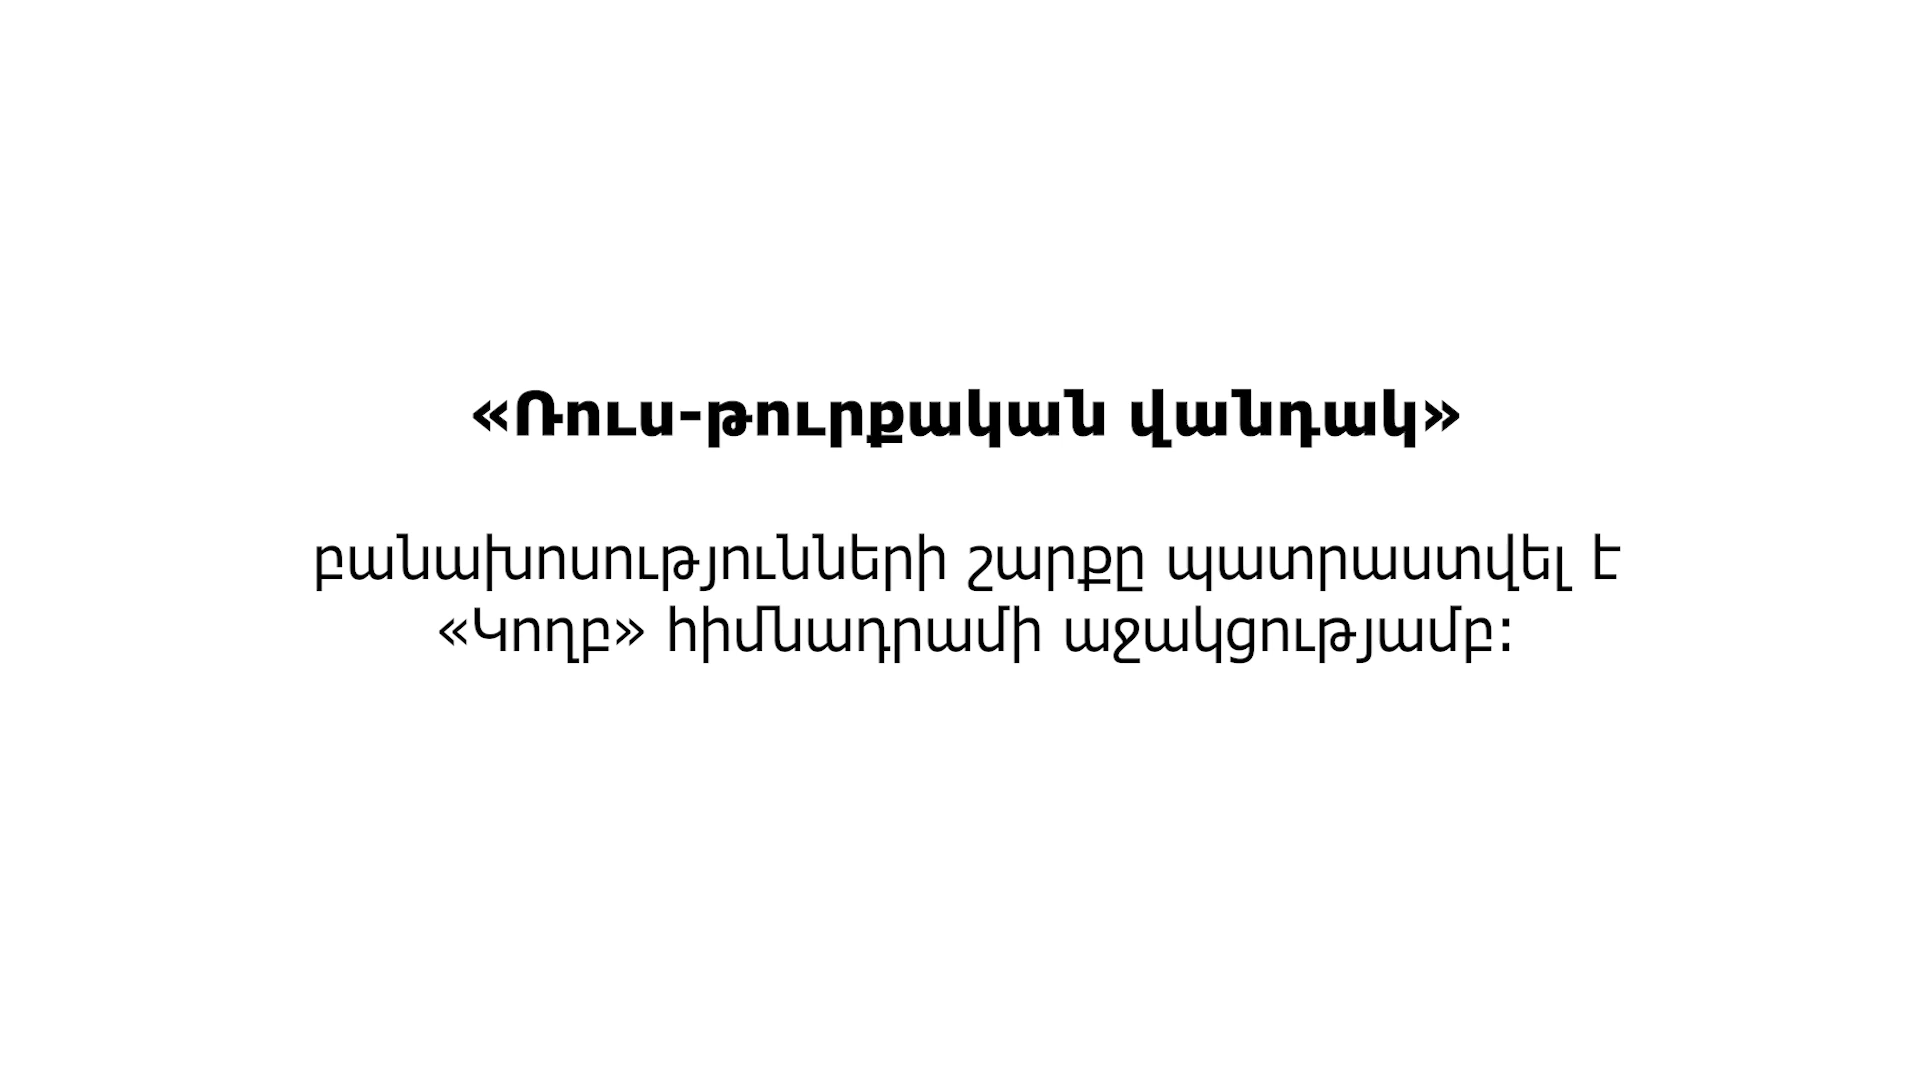 «Ռուս-թուրքական վանդակ»
բանախոսությունների շարքը պատրաստվել է
«Կողբ» հիմնադրամի աջակցությամբ: